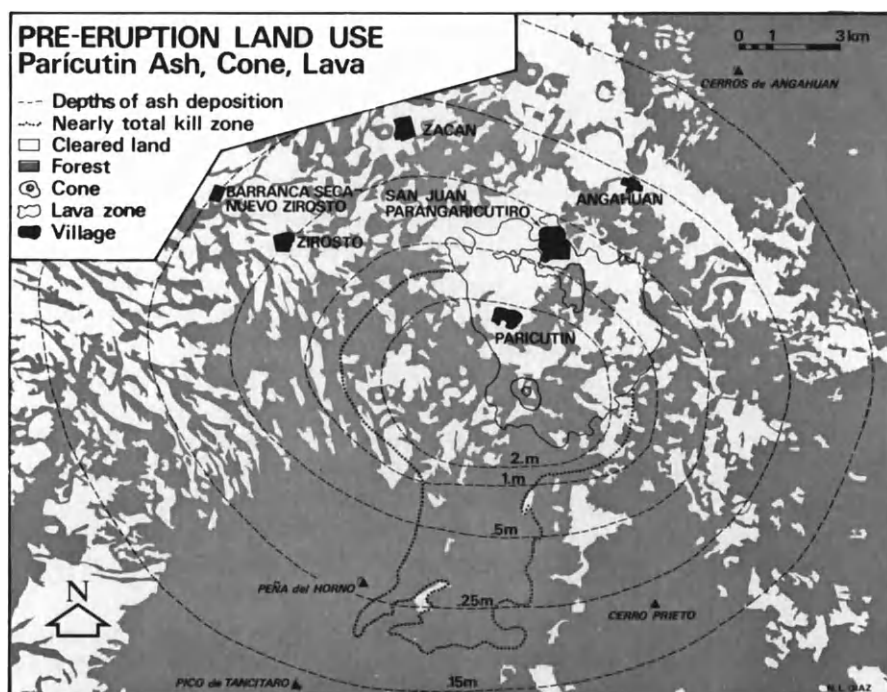 PRE-ERUPTION LAND USE
Parícutin Ash, Cone, Lava
Depths of ash deposition
Nearly total kill zone
Cleared land
Forest
Cone
Lava zone
Village
0 1 3 km
CERROS de ANGAHUAN
ZACAN
BARRANCA SECA-
NUEVO ZIROSTO
SAN JUAN
PARANGARICUTIRO
ANGAHUAN
ZIROSTO
PARICUTIN
2 m
1 m
.5m
PEÑA del HORNO
.25m
CERRO PRIETO
N
PICO de TANCITARO
.15m